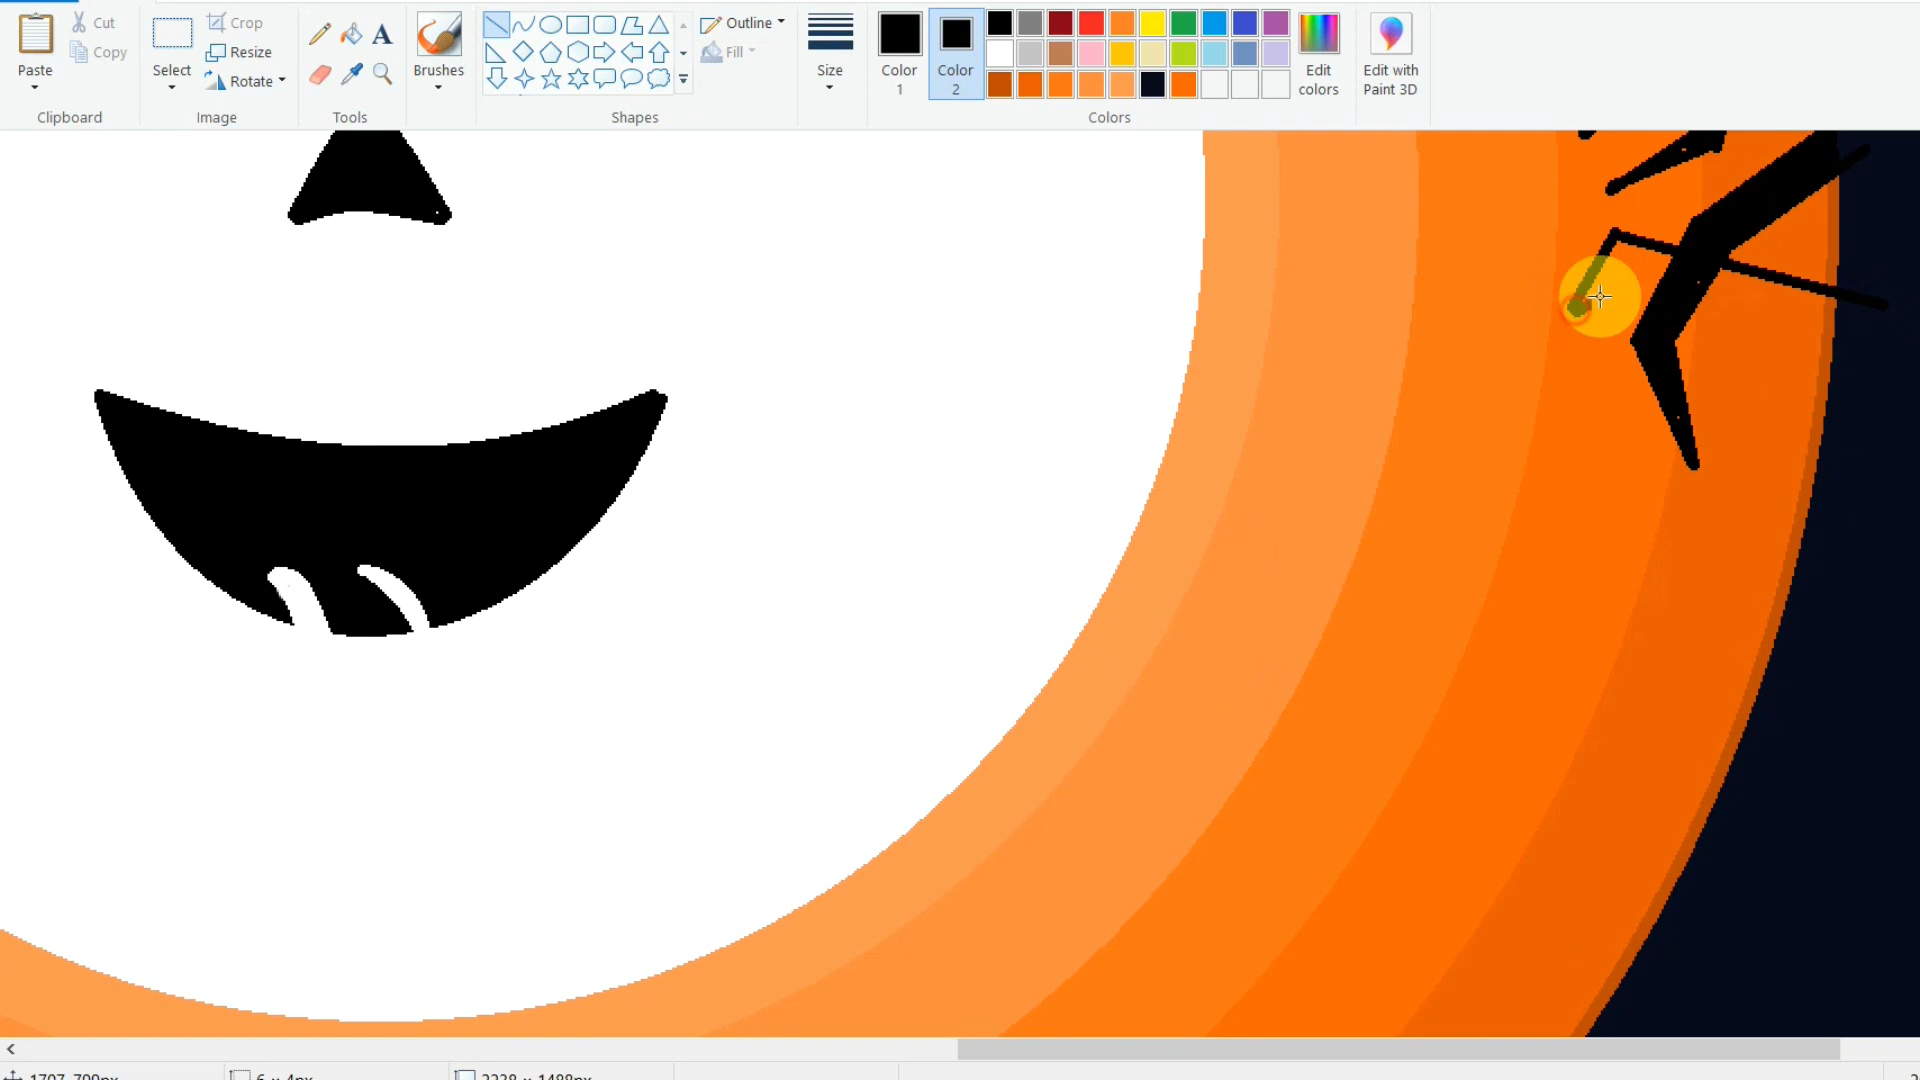 Paste
Cut
Copy
Clipboard
Select
Crop
Resize
Rotate
Image
A
Tools
Brushes
Shapes
Outline
Fill
Size
Color
1
Color
2
Edit
colors
Colors
Edit with
Paint 3D